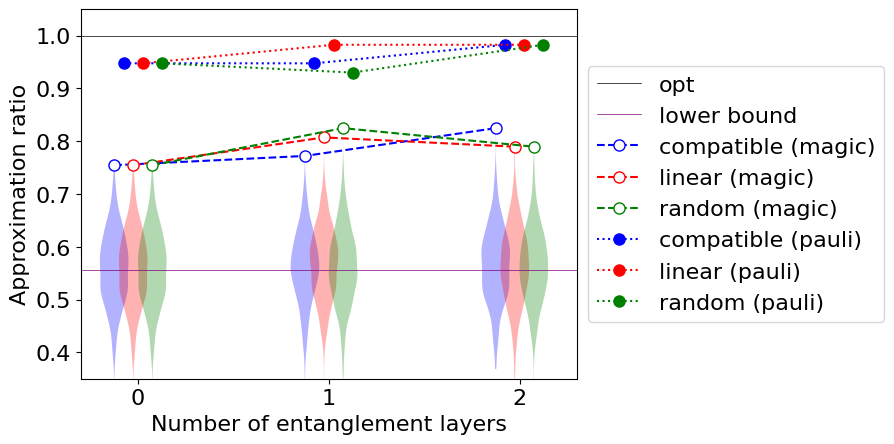 1.0
0.9
0.8
0.7
0.6
0.5
0.4
Approximation ratio
0 1 2
Number of entanglement layers
opt
lower bound
compatible (magic)
linear (magic)
random (magic)
compatible (pauli)
linear (pauli)
random (pauli)